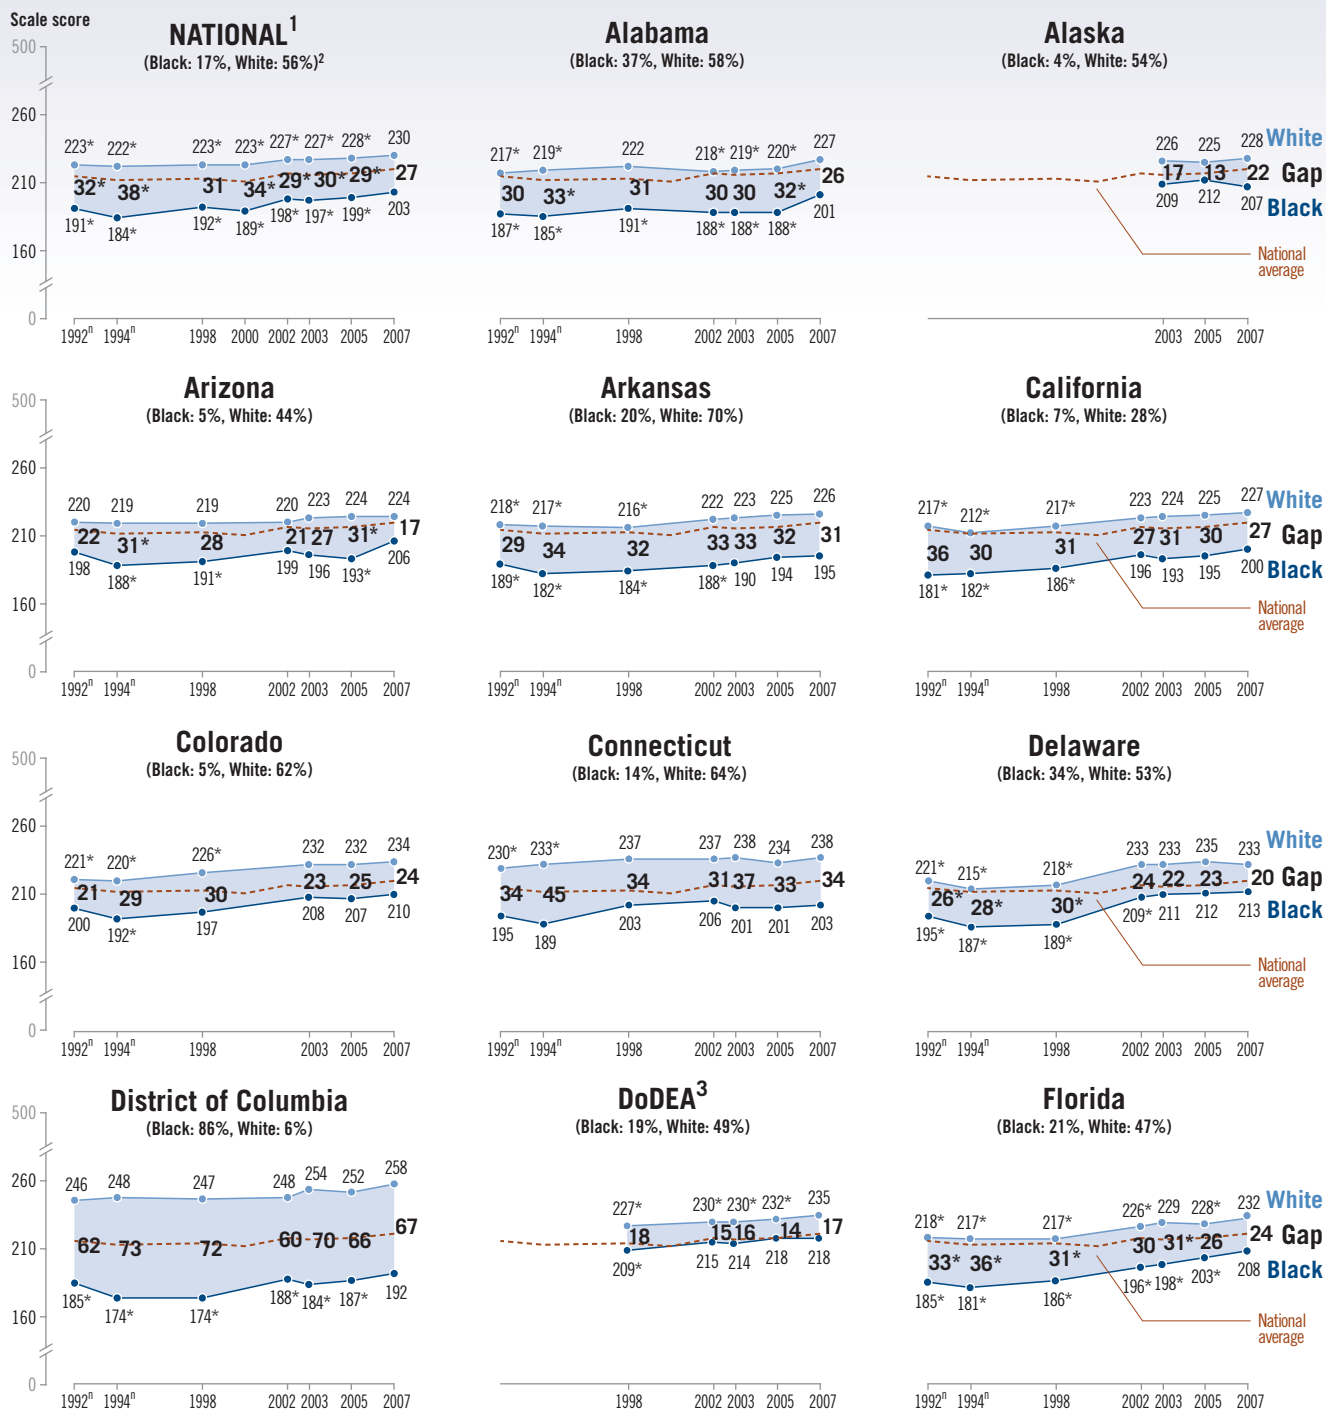 Scale score
NATIONAL1
(Black: 17%, White: 56%)2
Alabama
(Black: 37%, White: 58%)
Alaska
(Black: 4%, White: 54%)
500
260
210
160
0
223* 222* 223* 223* 227* 227* 228* 230
32* 38* 31 34* 29* 30* 29* 27
191* 184* 192* 189* 198* 197* 199* 203
1992n 1994n 1998 2000 2002 2003 2005 2007
217* 219* 222 218* 219* 220* 227
30 33* 31 30 30 32* 26
187* 185* 191* 188* 188* 188* 201
1992n 1994n 1998 2002 2003 2005 2007
226 225 228 White
17 13 22 Gap
209 212 207 Black
National
average
2003 2005 2007
Arizona
(Black: 5%, White: 44%)
Arkansas
(Black: 20%, White: 70%)
California
(Black: 7%, White: 28%)
500
260
210
160
0
220 219 219 220 223 224 224
22 31* 28 21 27 31* 17
198 188* 191* 199 196 193* 206
1992n 1994n 1998 2002 2003 2005 2007
218* 217* 216* 222 223 225 226
29 34 32 33 33 32 31
189* 182* 184* 188* 190 194 195
1992n 1994n 1998 2002 2003 2005 2007
217* 212* 217* 223 224 225 227 White
36 30 31 27 31 30 27 Gap
181* 182* 186* 196 193 195 200 Black
National
average
1992n 1994n 1998 2002 2003 2005 2007
Colorado
(Black: 5%, White: 62%)
Connecticut
(Black: 14%, White: 64%)
Delaware
(Black: 34%, White: 53%)
500
260
210
160
0
221* 220* 226* 232 232 234
21 29 30 23 25 24
200 192* 197 208 207 210
1992n 1994n 1998 2003 2005 2007
230* 233* 237 237 238 234 238
34 45 34 31 37 33 34
195 189 203 206 201 201 203
1992n 1994n 1998 2002 2003 2005 2007
221* 215* 218* 233 233 235 233 White
26* 28* 30* 24 22 23 20 Gap
195* 187* 189* 209* 211 212 213 Black
National
average
1992n 1994n 1998 2002 2003 2005 2007
District of Columbia
(Black: 86%, White: 6%)
DoDEA3
(Black: 19%, White: 49%)
Florida
(Black: 21%, White: 47%)
500
260
210
160
0
246 248 247 248 254 252 258
62 73 72 60 70 66 67
185* 174* 174* 188* 184* 187* 192
1992n 1994n 1998 2002 2003 2005 2007
227* 230* 230* 232* 235
18 15 16 14 17
209* 215 214 218 218
1998 2002 2003 2005 2007
218* 217* 217* 226* 229 228* 232 White
33* 36* 31* 30 31* 26 24 Gap
185* 181* 186* 196* 198* 203* 208 Black
National
average
1992n 1994n 1998 2002 2003 2005 2007